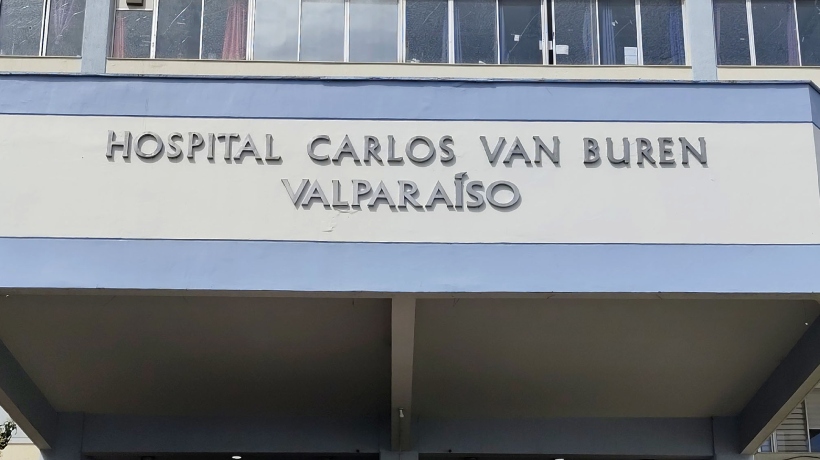 HOSPITAL CARLOS VAN BUREN
VALPARAÍSO